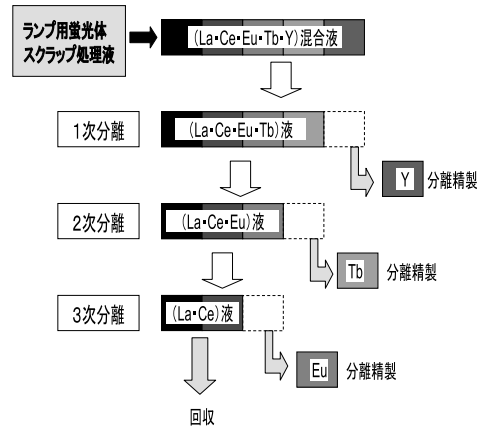 ランプ用蛍光体
スクラップ処理液
(La・Ce・Eu・Tb・Y)混合液
1次分離
(La・Ce・Eu・Tb)液
Y
分離精製
2次分離
(La・Ce・Eu)液
Tb
分離精製
3次分離
(La・Ce)液
Eu
分離精製
回収